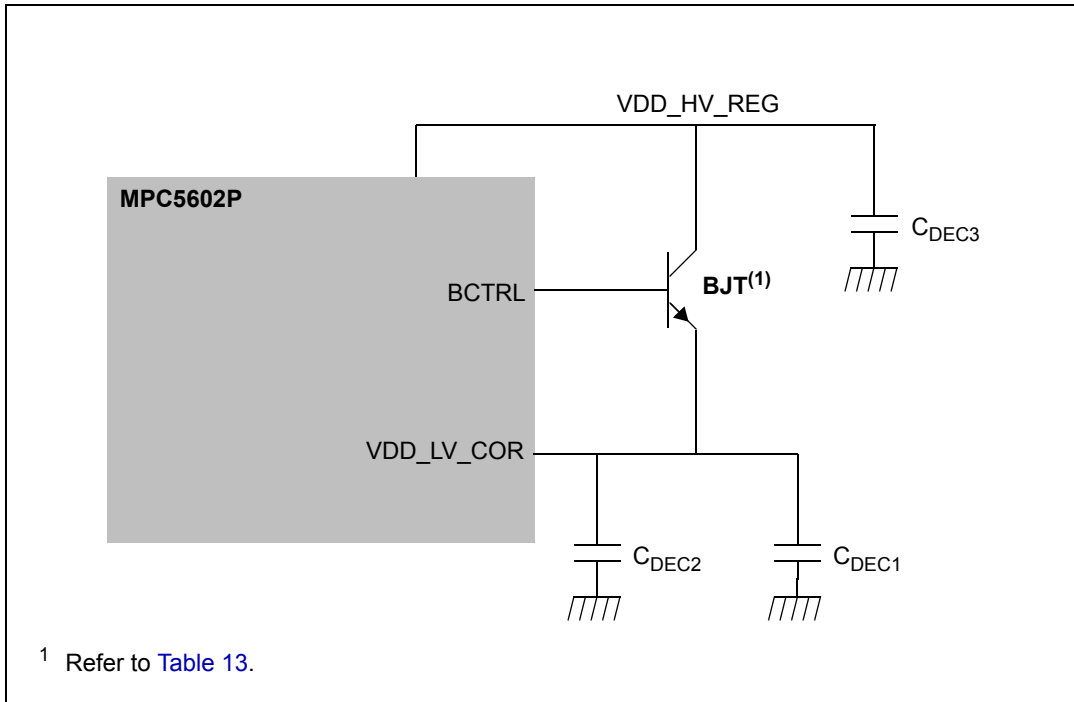 VDD_HV_REG
MPC5602P
CDEC3
BCTRL
BJT(1)
VDD_LV_COR
CDEC2
CDEC1
1 Refer to Table 13.